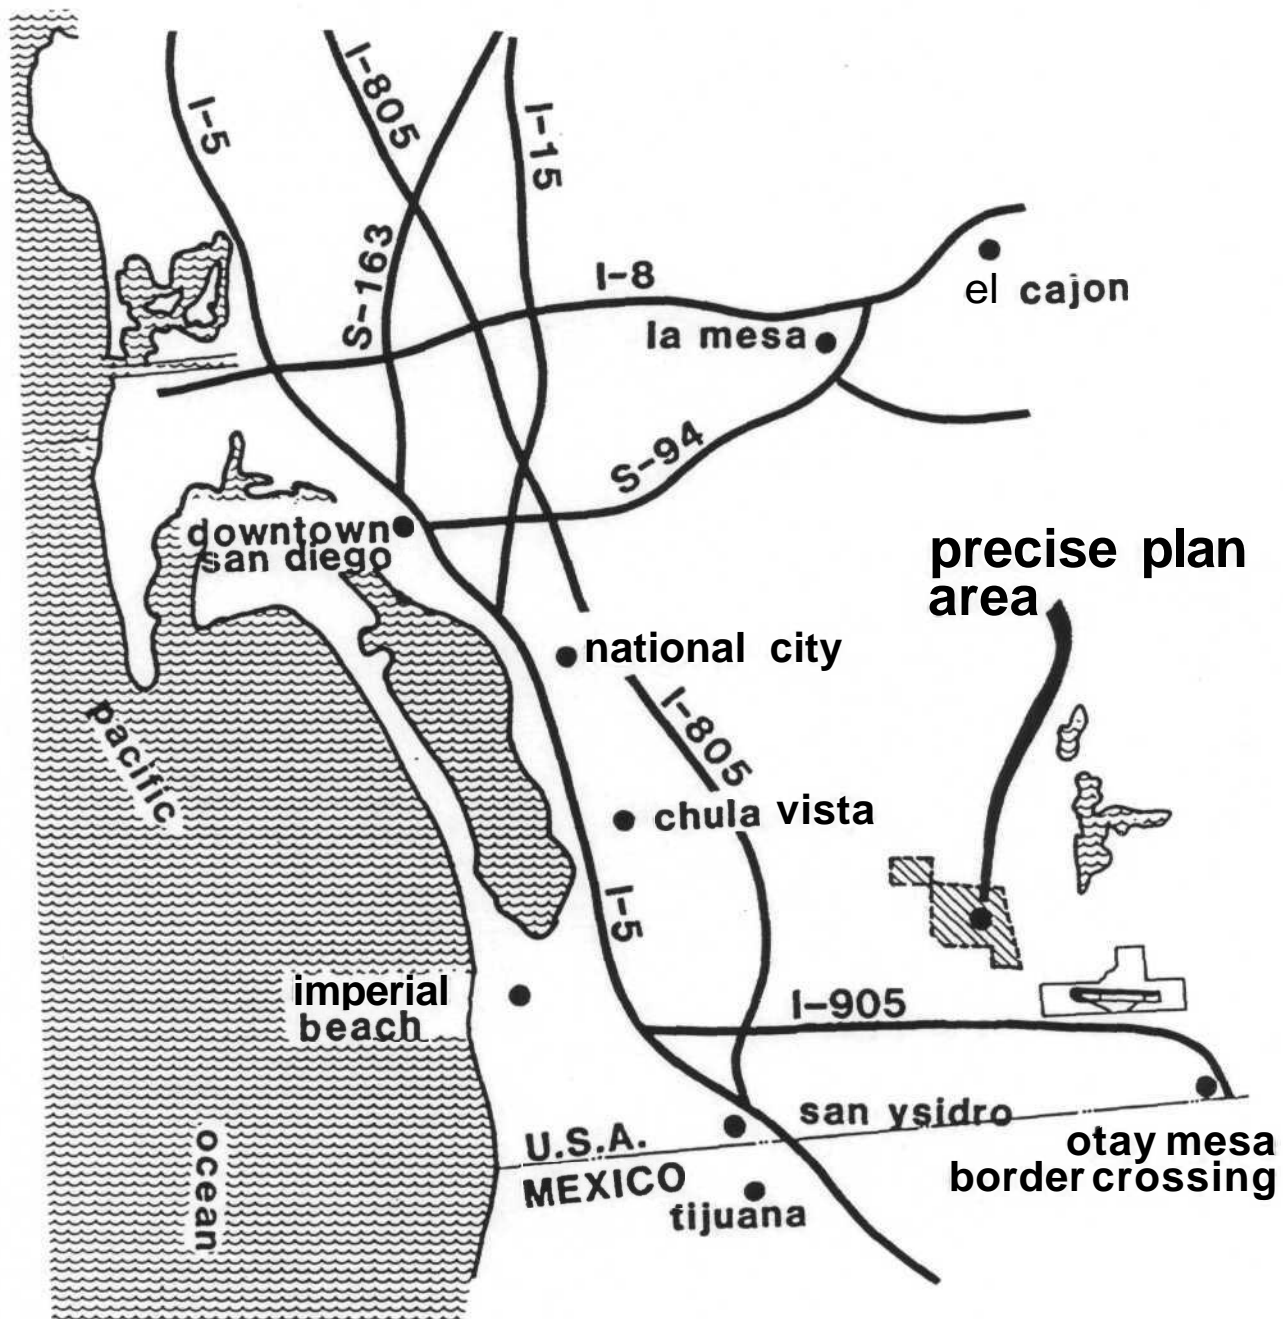 I-5
I-805
I-15
S-163
I-8
el cajon
la mesa
S-94
downtown
san diego
precise plan
area
national city
I-805
pacific
chula vista
I-5
imperial
beach
I-905
san ysidro
U.S.A.
MEXICO
otay mesa
border crossing
tijuana
ocean